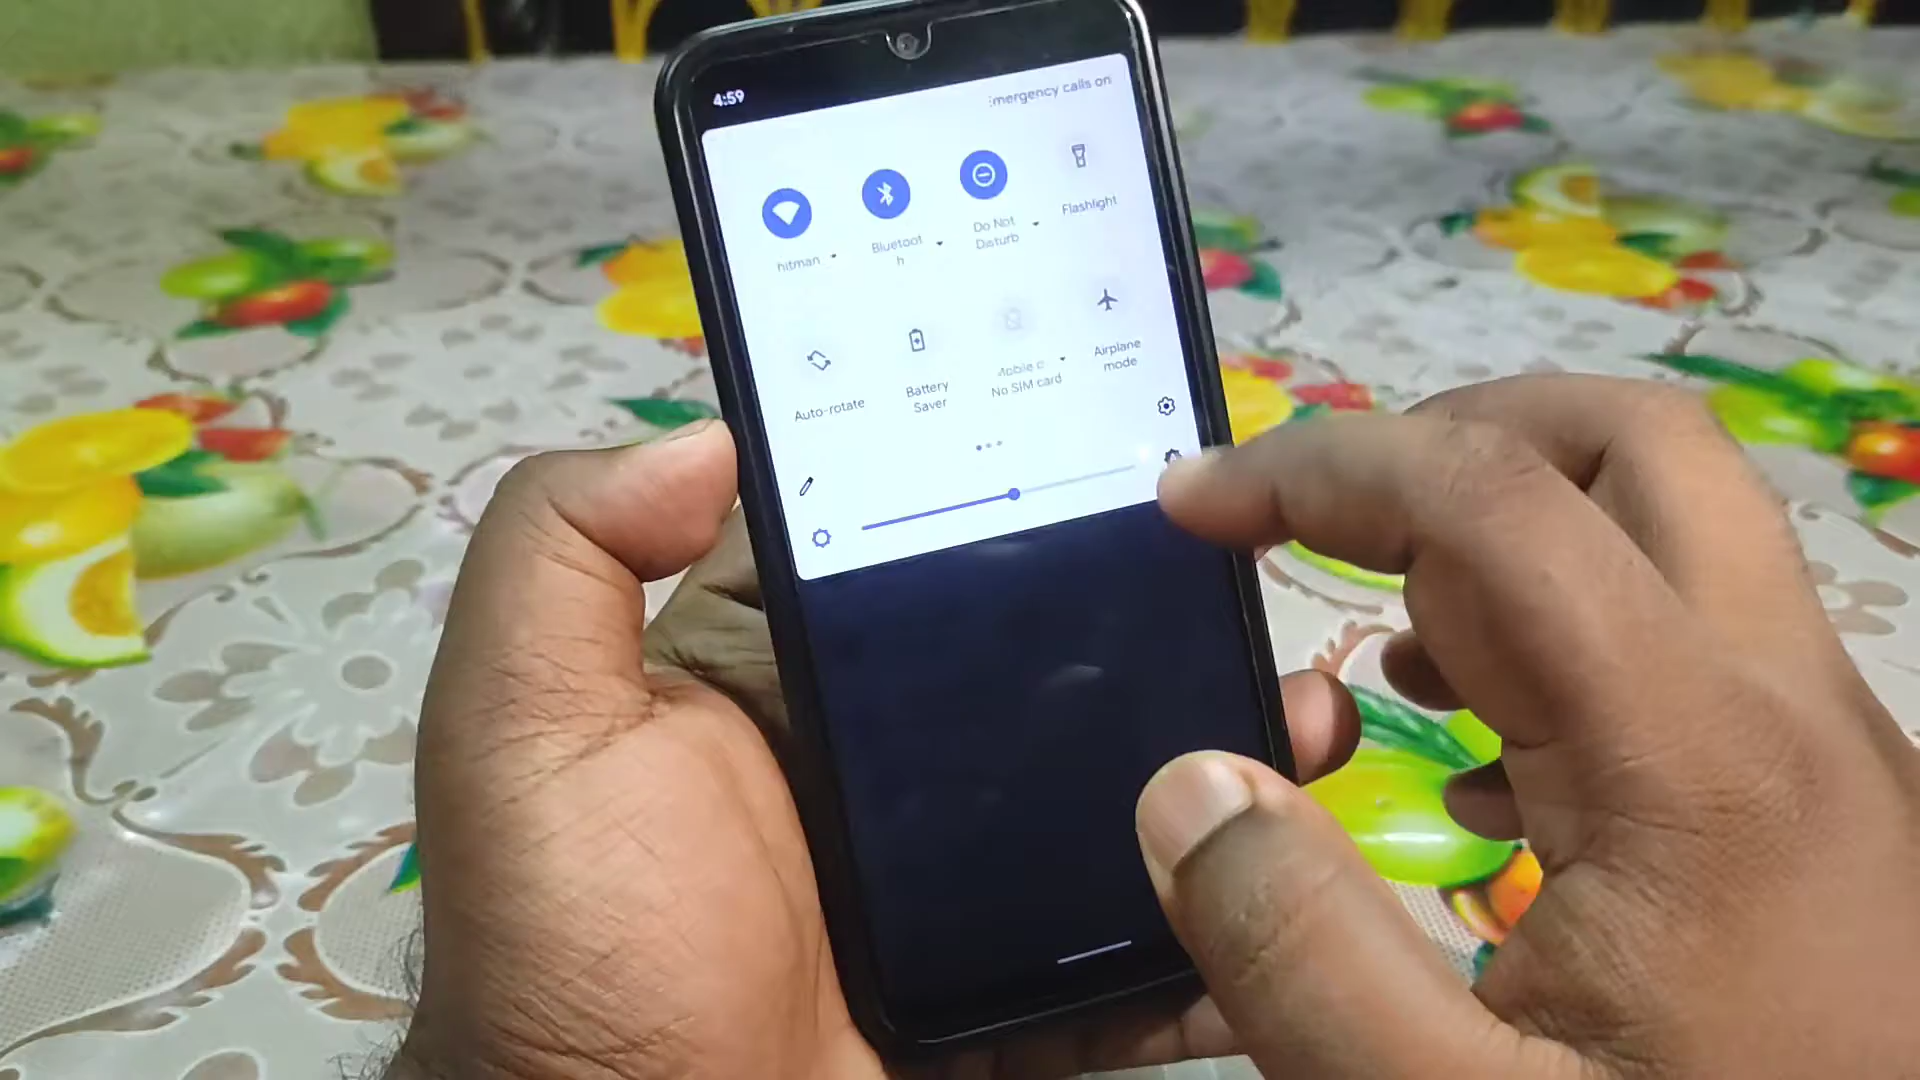 4:59
mergency calls on
hitman
Bluetoot
h
Do Not
Disturb
Flashlight
Auto-rotate
Battery
Saver
Mobile d
No SIM card
Airplane
mode